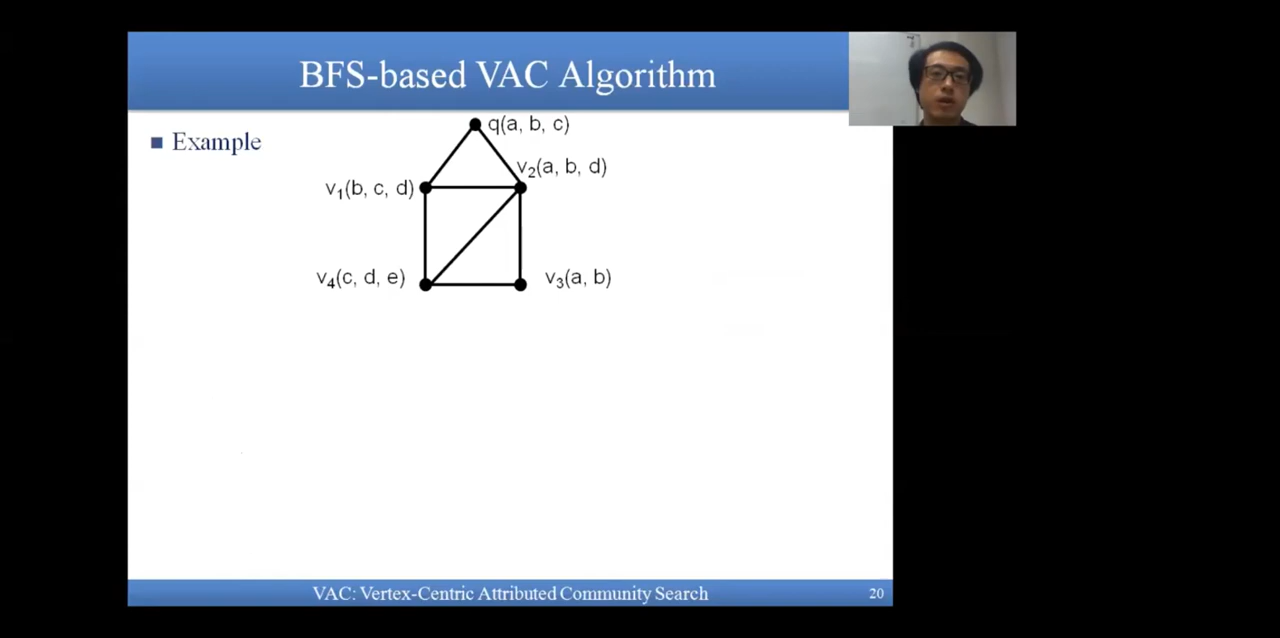 BFS-based VAC Algorithm
Example
q(a, b, c)
v₂(a, b, d)
v₁(b, c, d)
v₄(c, d, e)
v₃(a, b)
VAC: Vertex-Centric Attributed Community Search
20